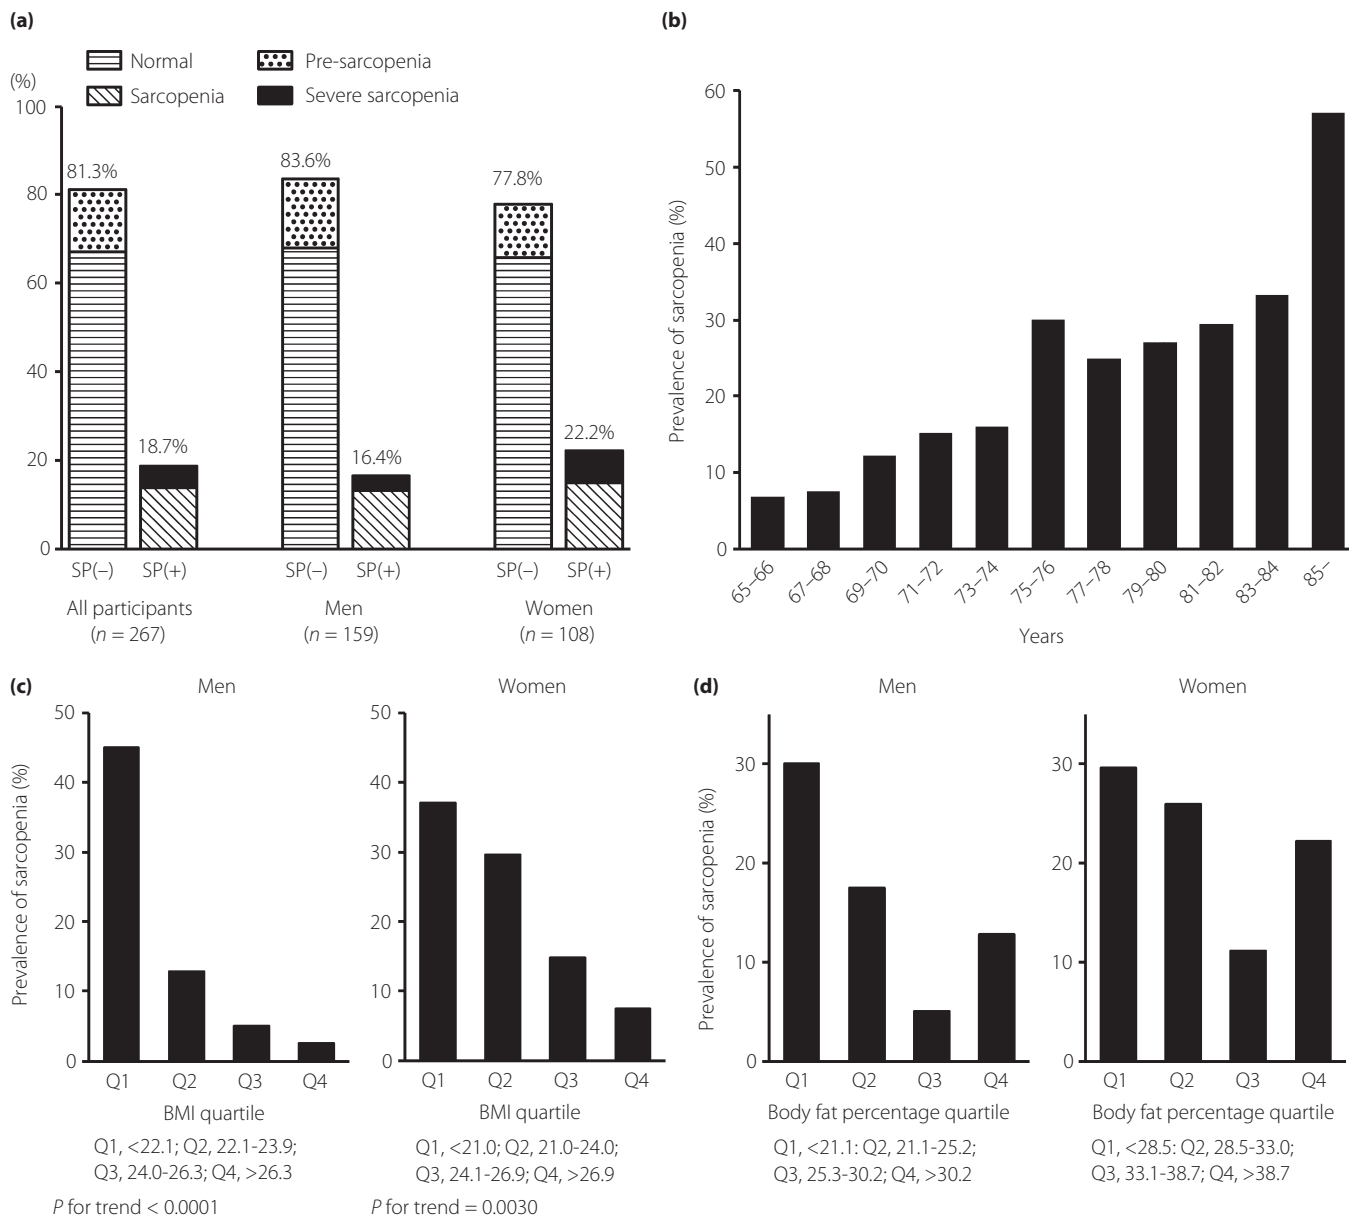 (a)
Normal
Pre-sarcopenia
Sarcopenia
Severe sarcopenia
(%)
100
80
60
40
20
0
81.3%
18.7%
83.6%
16.4%
77.8%
22.2%
SP(–) SP(+) SP(–) SP(+) SP(–) SP(+)
All participants Men Women
(n = 267) (n = 159) (n = 108)
(b)
Prevalence of sarcopenia (%)
60
50
40
30
20
10
0
65–66 67–68 69–70 71–72 73–74 75–76 77–78 79–80 81–82 83–84 85–
Years
(c)
Men
Prevalence of sarcopenia (%)
50
40
30
20
10
0
Q1 Q2 Q3 Q4
BMI quartile
Q1, <22.1; Q2, 22.1-23.9;
Q3, 24.0-26.3; Q4, >26.3
P for trend < 0.0001
Women
50
40
30
20
10
0
Q1 Q2 Q3 Q4
BMI quartile
Q1, <21.0; Q2, 21.0-24.0;
Q3, 24.1-26.9; Q4, >26.9
P for trend = 0.0030
(d)
Men
Prevalence of sarcopenia (%)
30
20
10
0
Q1 Q2 Q3 Q4
Body fat percentage quartile
Q1, <21.1: Q2, 21.1-25.2;
Q3, 25.3-30.2; Q4, >30.2
Women
30
20
10
0
Q1 Q2 Q3 Q4
Body fat percentage quartile
Q1, <28.5: Q2, 28.5-33.0;
Q3, 33.1-38.7; Q4, >38.7